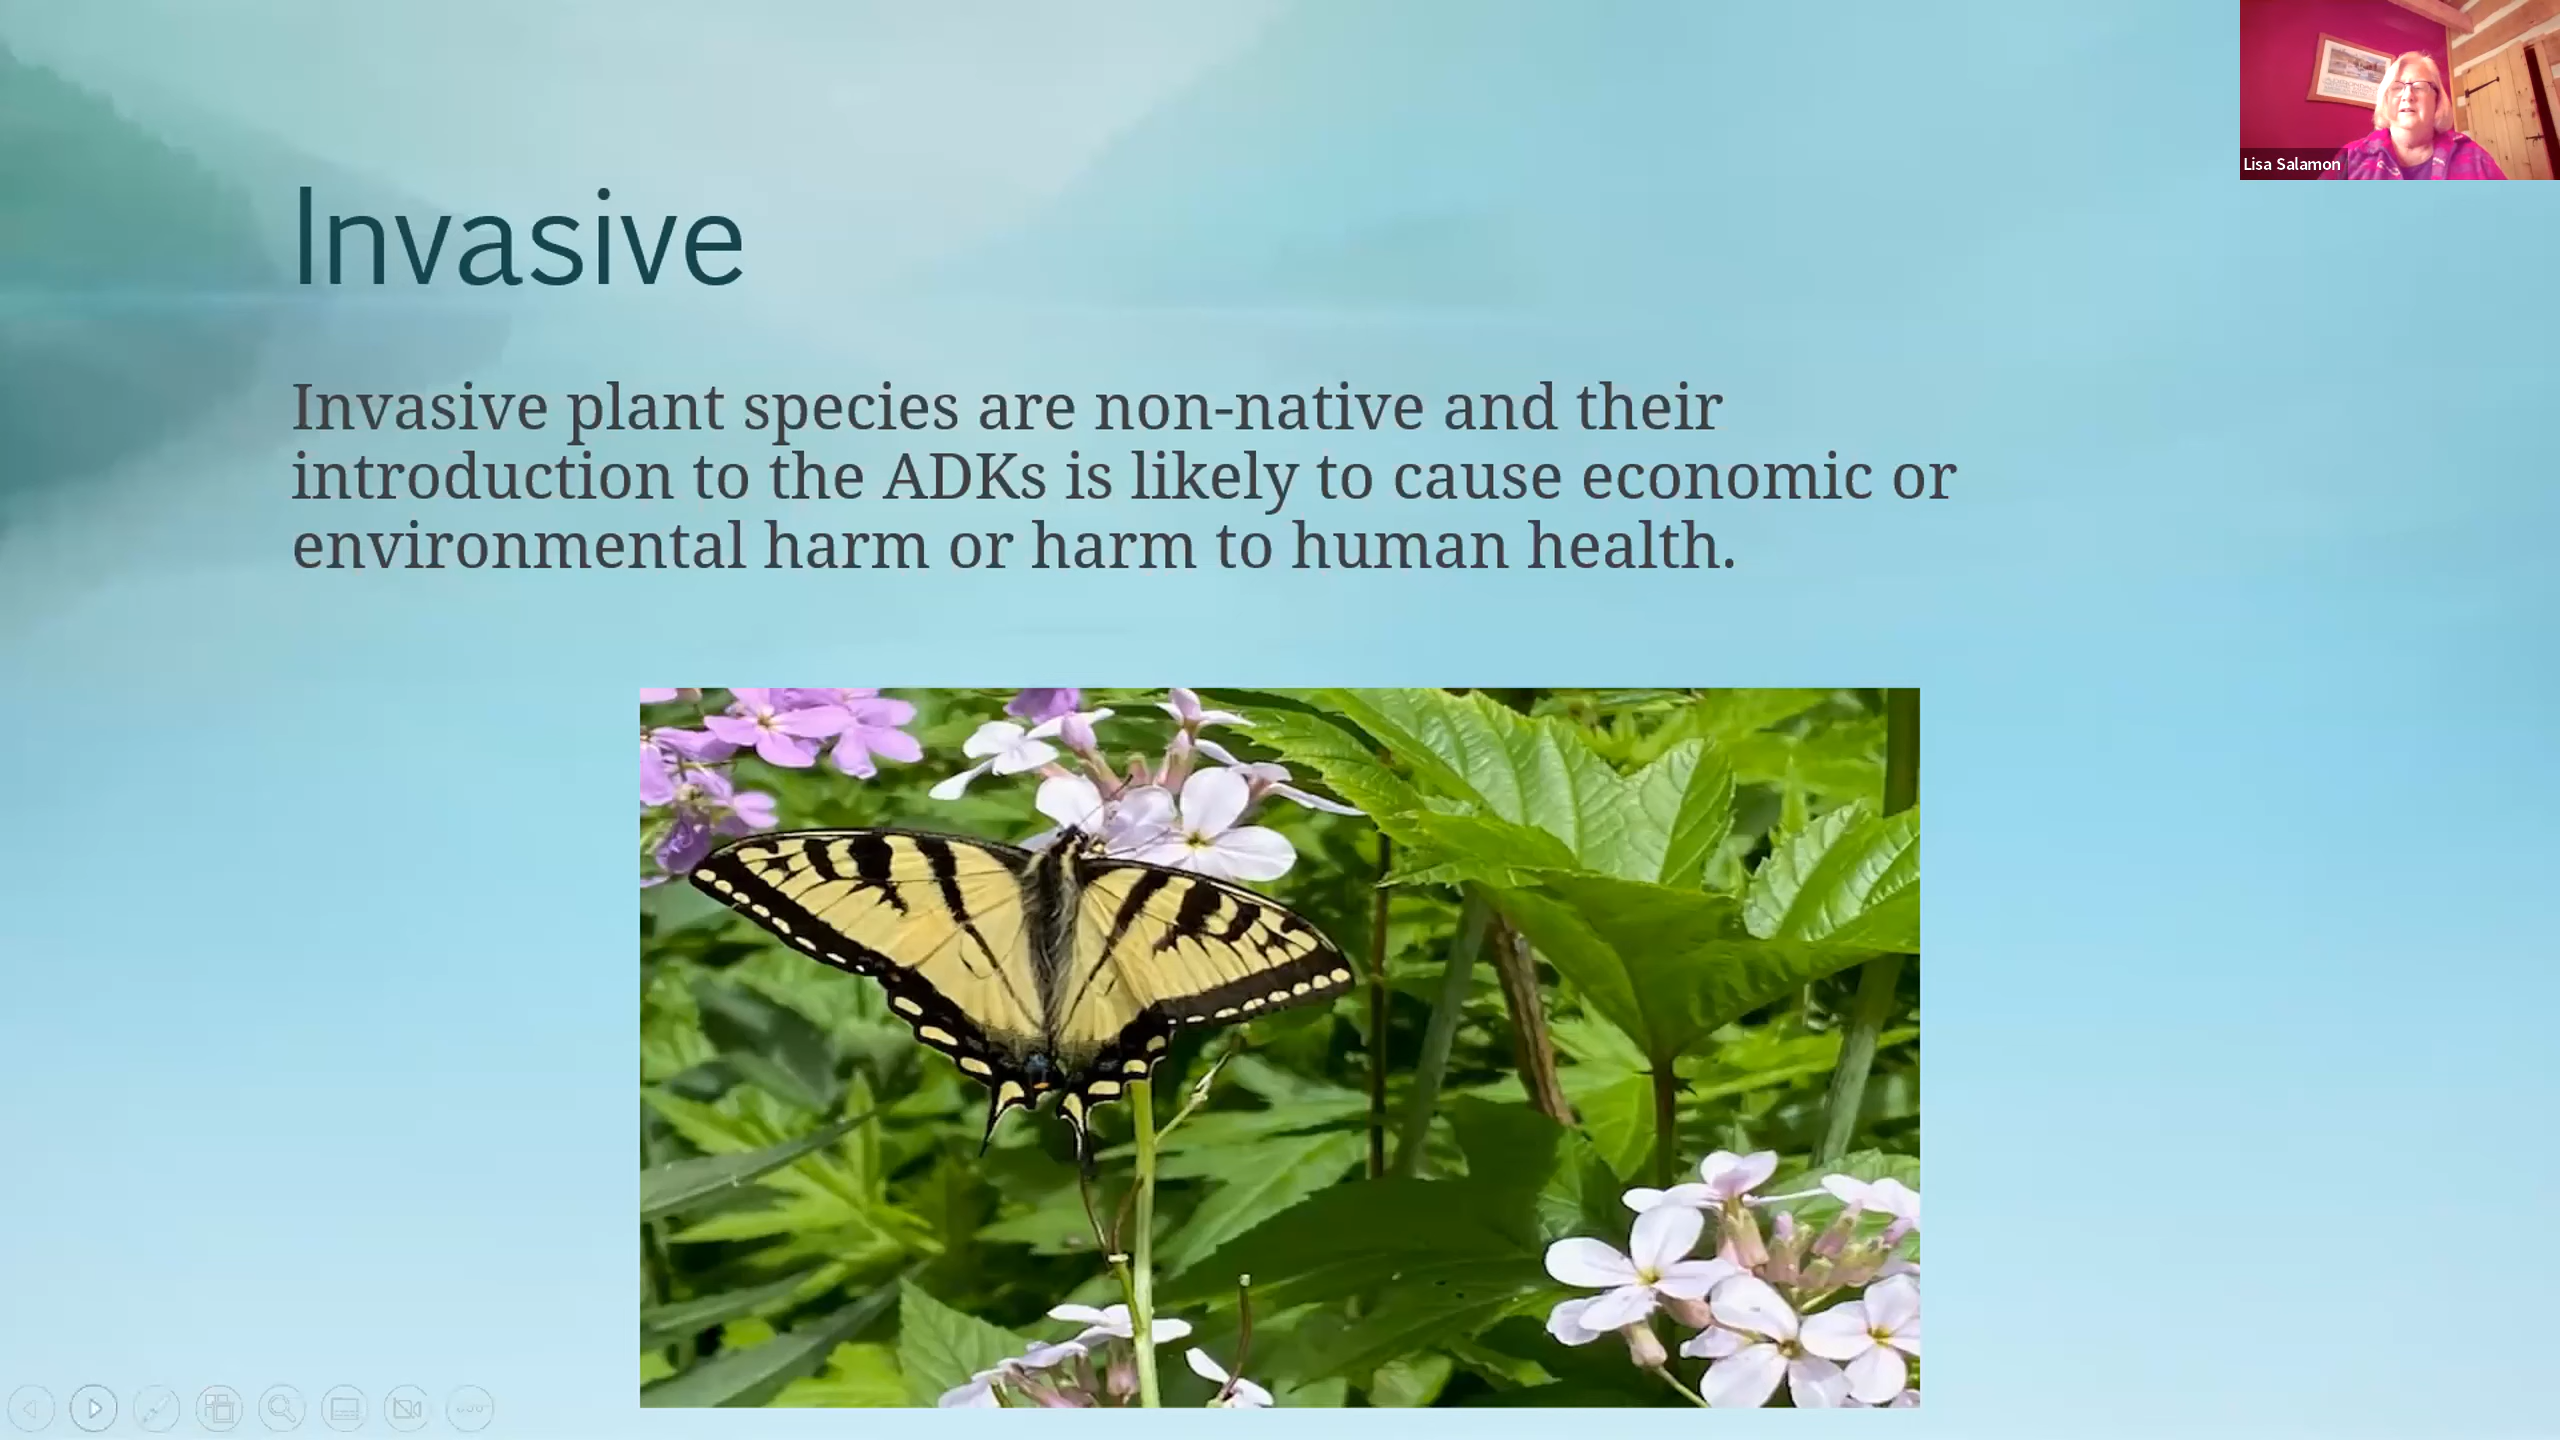 Invasive
Invasive plant species are non-native and their
introduction to the ADKs is likely to cause economic or
environmental harm or harm to human health.
Lisa Salamon